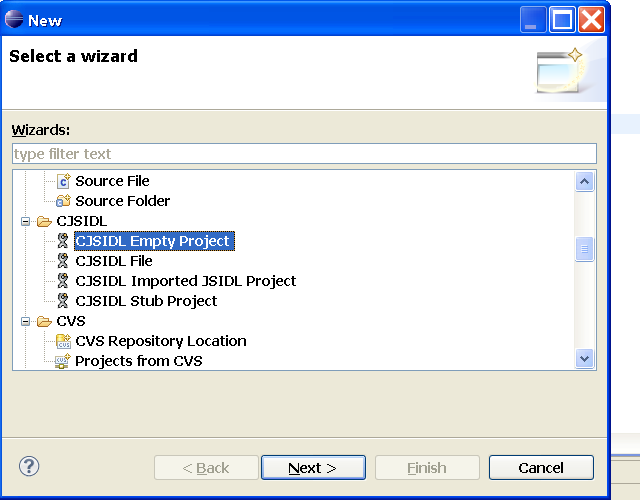 New
Select a wizard
Wizards:
type filter text
Source File
Source Folder
CJSIDL
CJSIDL Empty Project
CJSIDL File
CJSIDL Imported JSIDL Project
CJSIDL Stub Project
CVS
CVS Repository Location
Projects from CVS
< Back
Next >
Finish
Cancel